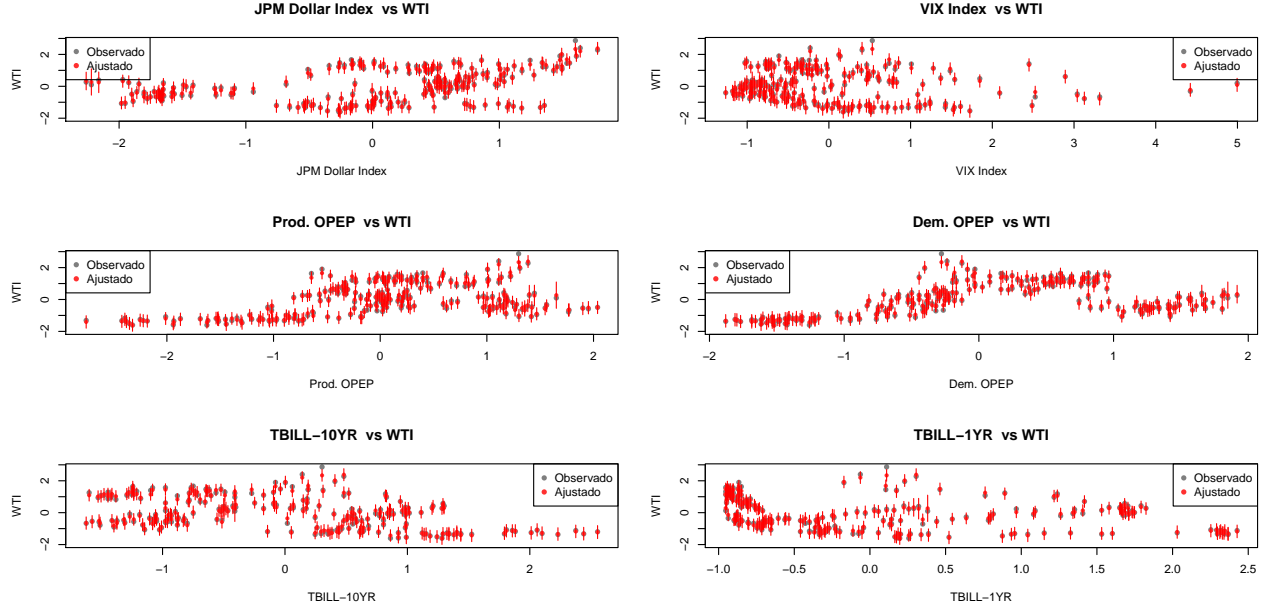 JPM Dollar Index vs WTI
WTI
2
0
−2
Observado
Ajustado
−2 −1 0 1
JPM Dollar Index
VIX Index vs WTI
WTI
2
0
−2
Observado
Ajustado
−1 0 1 2 3 4 5
VIX Index
Prod. OPEP vs WTI
WTI
2
0
−2
Observado
Ajustado
−2 −1 0 1 2
Prod. OPEP
Dem. OPEP vs WTI
WTI
2
0
−2
Observado
Ajustado
−2 −1 0 1 2
Dem. OPEP
TBILL−10YR vs WTI
WTI
2
0
−2
Observado
Ajustado
−1 0 1 2
TBILL−10YR
TBILL−1YR vs WTI
WTI
2
0
−2
Observado
Ajustado
−1.0 −0.5 0.0 0.5 1.0 1.5 2.0 2.5
TBILL−1YR